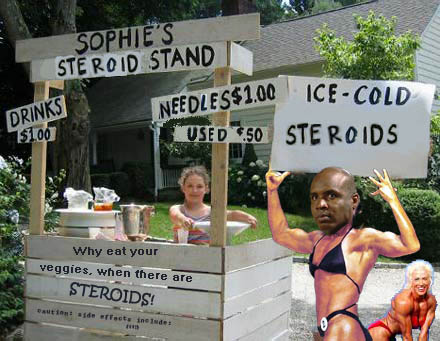 SOPHIE'S
STEROID STAND
DRINKS
$1.00
NEEDLES $1.00
USED $.50
ICE-COLD
STEROIDS
Why eat your
veggies, when there are
STEROIDS!
caution: side effects include: